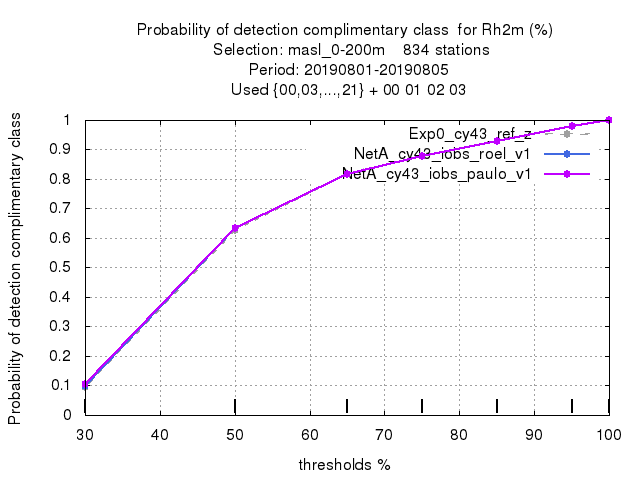 Probability of detection complimentary class for Rh2m (%)
Selection: masl_0-200m 834 stations
Period: 20190801-20190805
Used {00,03,...,21} + 00 01 02 03
Probability of detection complimentary class
1
0.9
0.8
0.7
0.6
0.5
0.4
0.3
0.2
0.1
0
Exp0_cy43_ref_z
NetA_cy43_iobs_roel_v1
NetA_cy43_iobs_paulo_v1
30 40 50 60 70 80 90 100
thresholds %